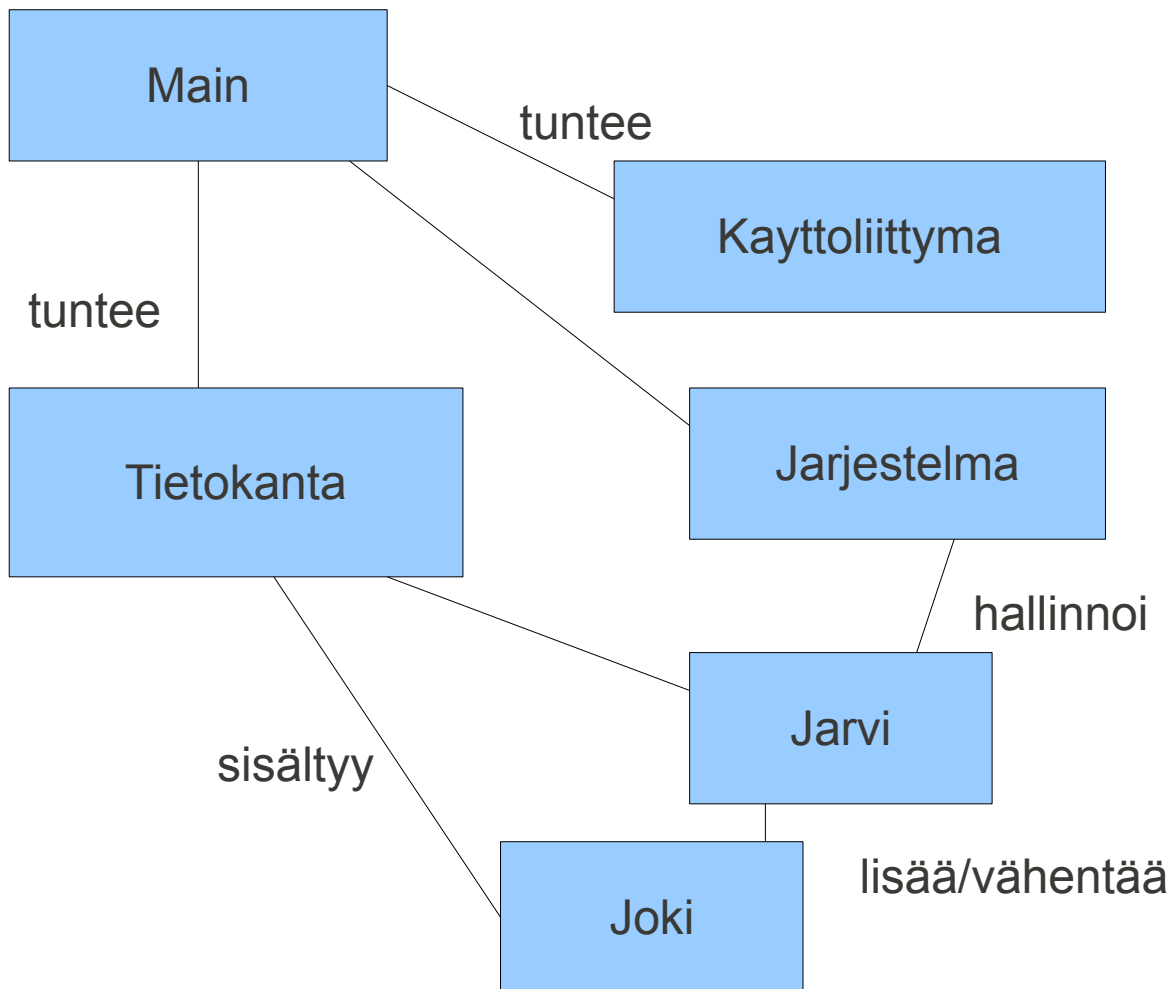 Main
tuntee
Kayttoliittyma
tuntee
Tietokanta
Jarjestelma
hallinnoi
Jarvi
sisältyy
lisää/vähentää
Joki